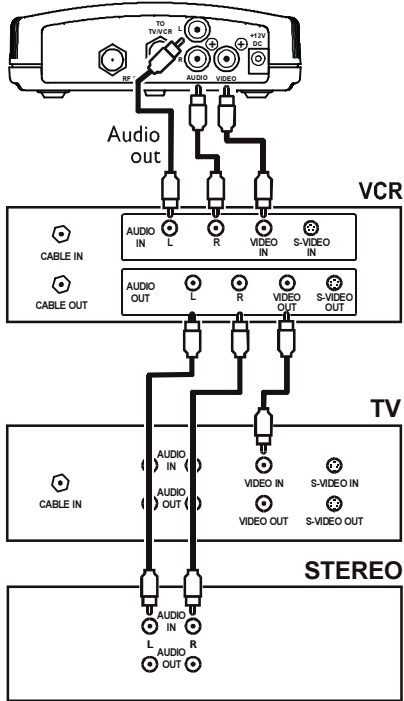 TO
TV/VCR
L
+12V
DC
R
RF
AUDIO
VIDEO
Audio
out
VCR
CABLE IN
AUDIO
IN
L
R
VIDEO
IN
S-VIDEO
IN
CABLE OUT
AUDIO
OUT
L
R
VIDEO
OUT
S-VIDEO
OUT
TV
CABLE IN
AUDIO
IN
VIDEO IN
S-VIDEO IN
AUDIO
OUT
VIDEO OUT
S-VIDEO OUT
STEREO
AUDIO
IN
L
R
AUDIO
OUT